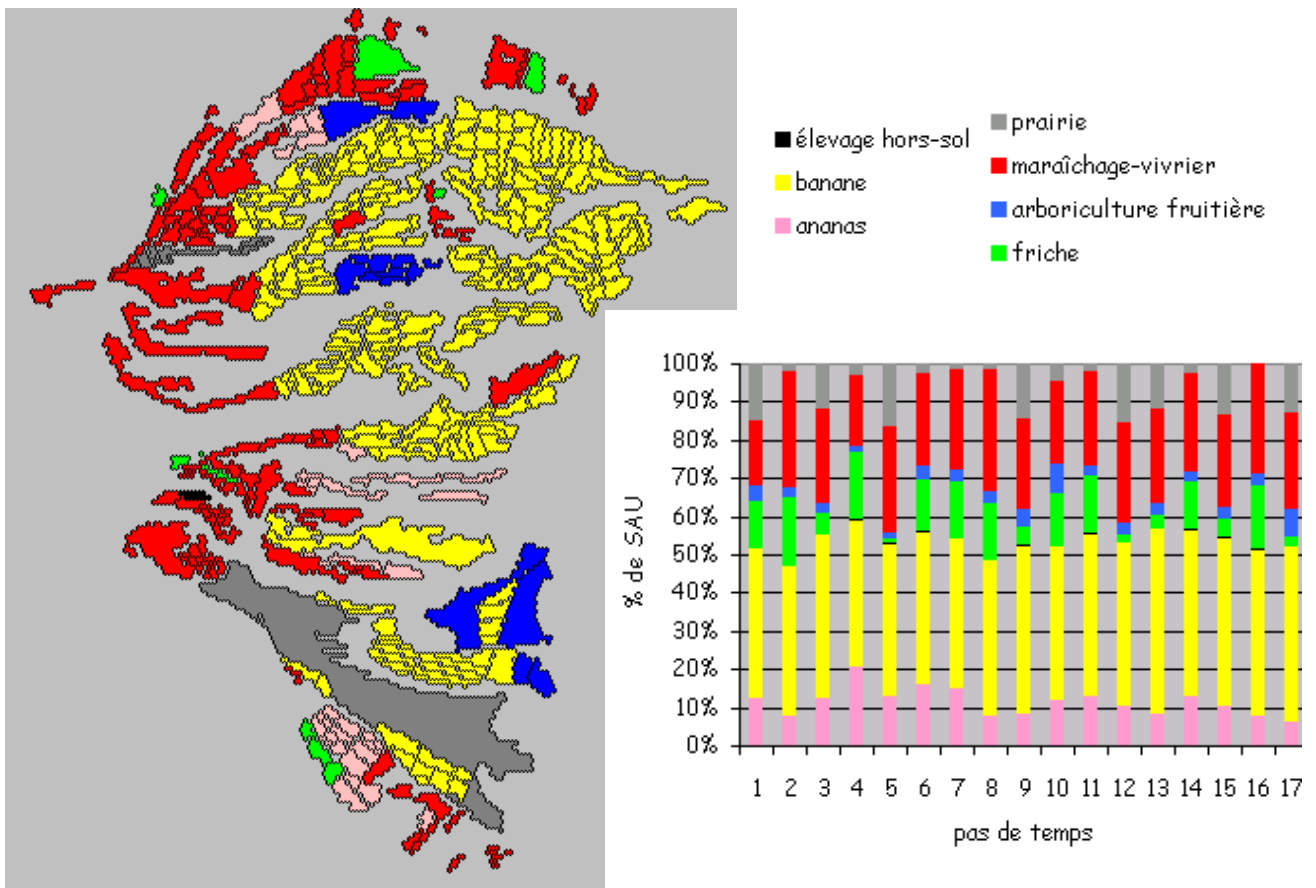 élevage hors-sol
banane
ananas
prairie
maraîchage-vivrier
arboriculture fruitière
friche
100%
90%
80%
70%
60%
50%
40%
30%
20%
10%
0%
% de SAU
1 2 3 4 5 6 7 8 9 10 11 12 13 14 15 16 17
pas de temps